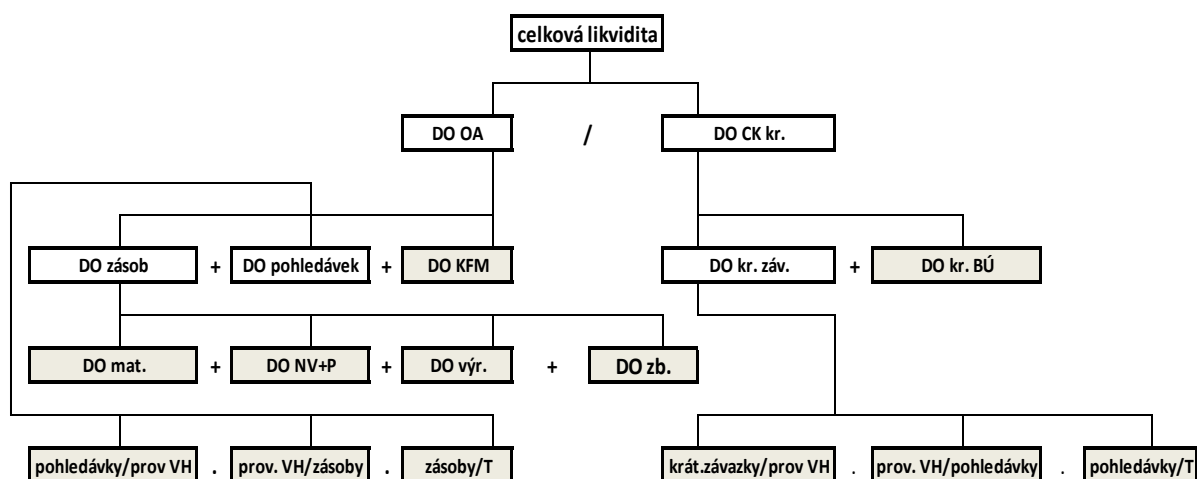 celková likvidita
DO OA / DO CK kr.
DO zásob + DO pohledávek + DO KFM DO kr. záv. + DO kr. BÚ
DO mat. + DO NV+P + DO výr. + DO zb.
pohledávky/prov VH . prov. VH/zásoby . zásoby/T krát.závazky/prov VH . prov. VH/pohledávky . pohledávky/T